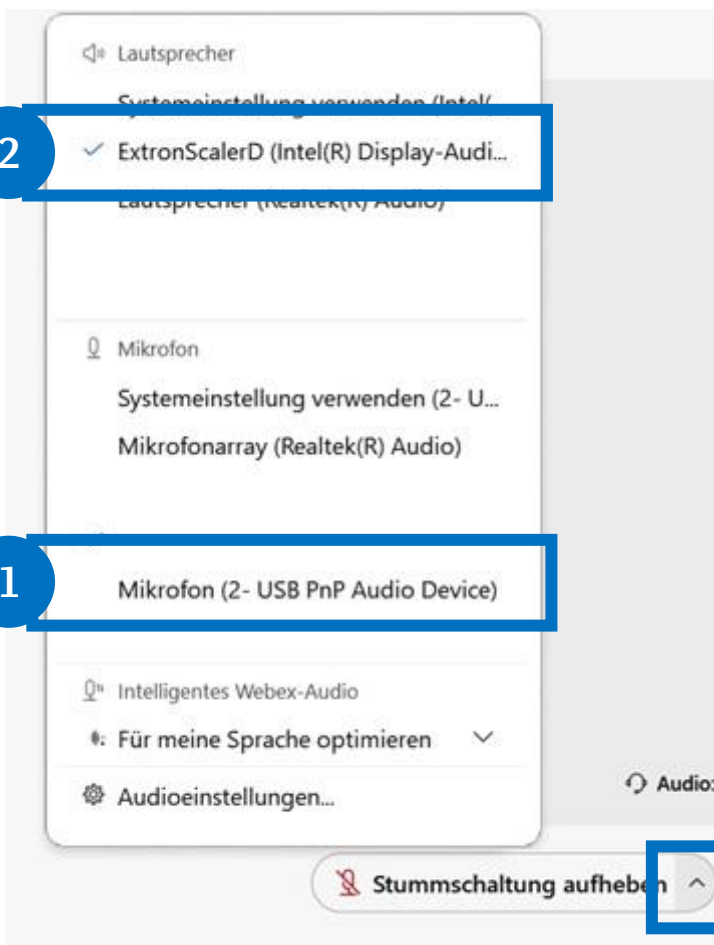 Lautsprecher
Systemeinstellung verwenden (Intel(
2
ExtronScalerD (Intel(R) Display-Audi...
Lautsprecher (Realtek(R) Audio)
Mikrofon
Systemeinstellung verwenden (2- U...
Mikrofonarray (Realtek(R) Audio)
1
Mikrofon (2- USB PnP Audio Device)
Intelligentes Webex-Audio
Für meine Sprache optimieren
Audioeinstellungen...
Audio:
Stummschaltung aufheben